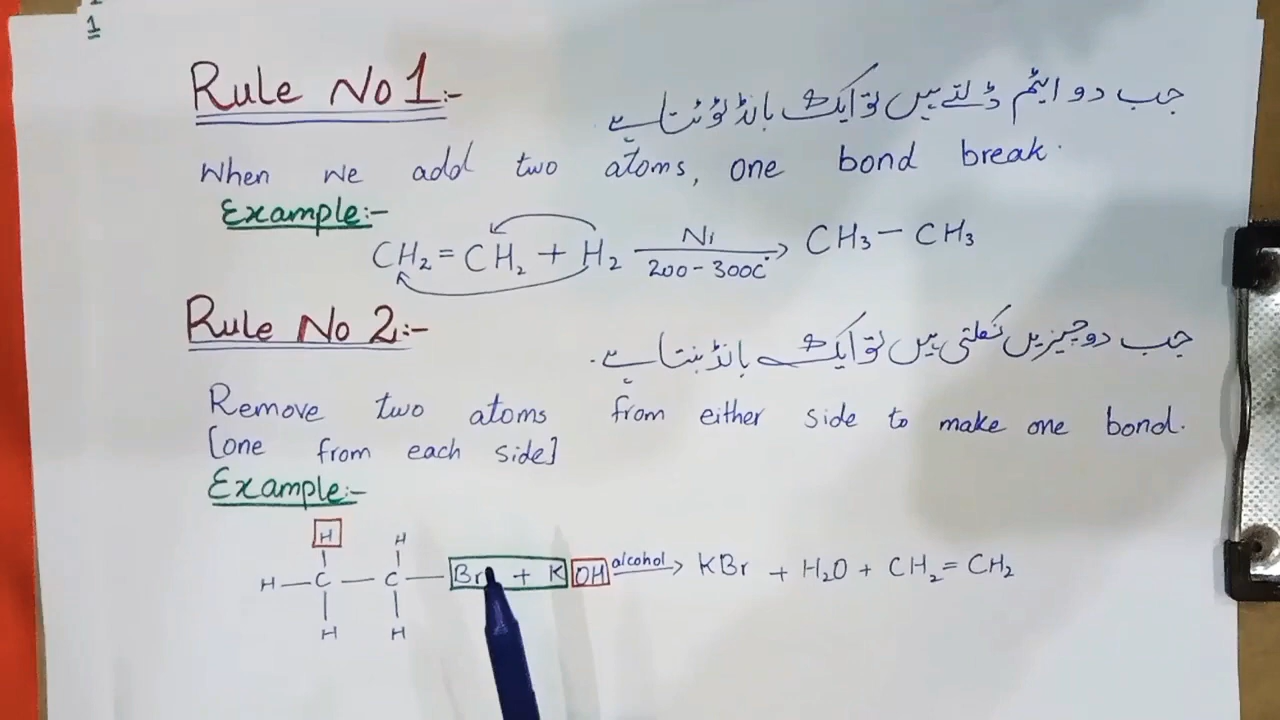 1
Rule No 1:-
جب دو ایٹم ڈلتے ہیں تو ایک بانڈ ٹوٹتا ہے
When we add two atoms, one bond break.
Example:-
CH₂ = CH₂ + H₂ Ni 200-300C° → CH₃ — CH₃
Rule No 2:-
جب دو چیزیں نکلتی ہیں تو ایک بانڈ بنتا ہے۔
Remove two atoms from either side to make one bond.
[one from each side]
Example:-
H H
H — C — C — Br + K OH alcohol → KBr + H₂O + CH₂ = CH₂
H H